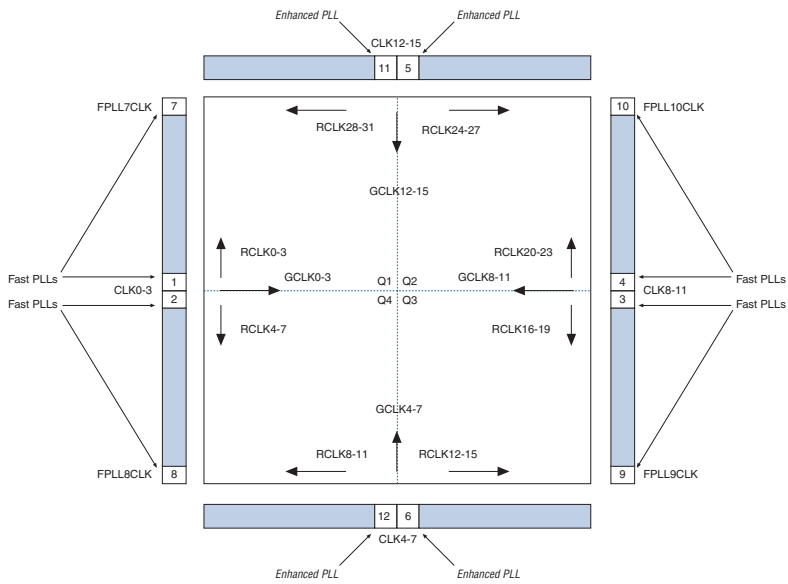 Enhanced PLL
Enhanced PLL
CLK12-15
11 5
FPLL7CLK 7
10 FPLL10CLK
RCLK28-31 RCLK24-27
GCLK12-15
RCLK0-3 RCLK20-23
Fast PLLs 1 GCLK0-3 Q1 Q2 GCLK8-11 4 Fast PLLs
CLK0-3 CLK8-11
Fast PLLs 2 Q4 Q3 3 Fast PLLs
RCLK4-7 RCLK16-19
GCLK4-7
RCLK8-11 RCLK12-15
FPLL8CLK 8
9 FPLL9CLK
12 6
CLK4-7
Enhanced PLL
Enhanced PLL